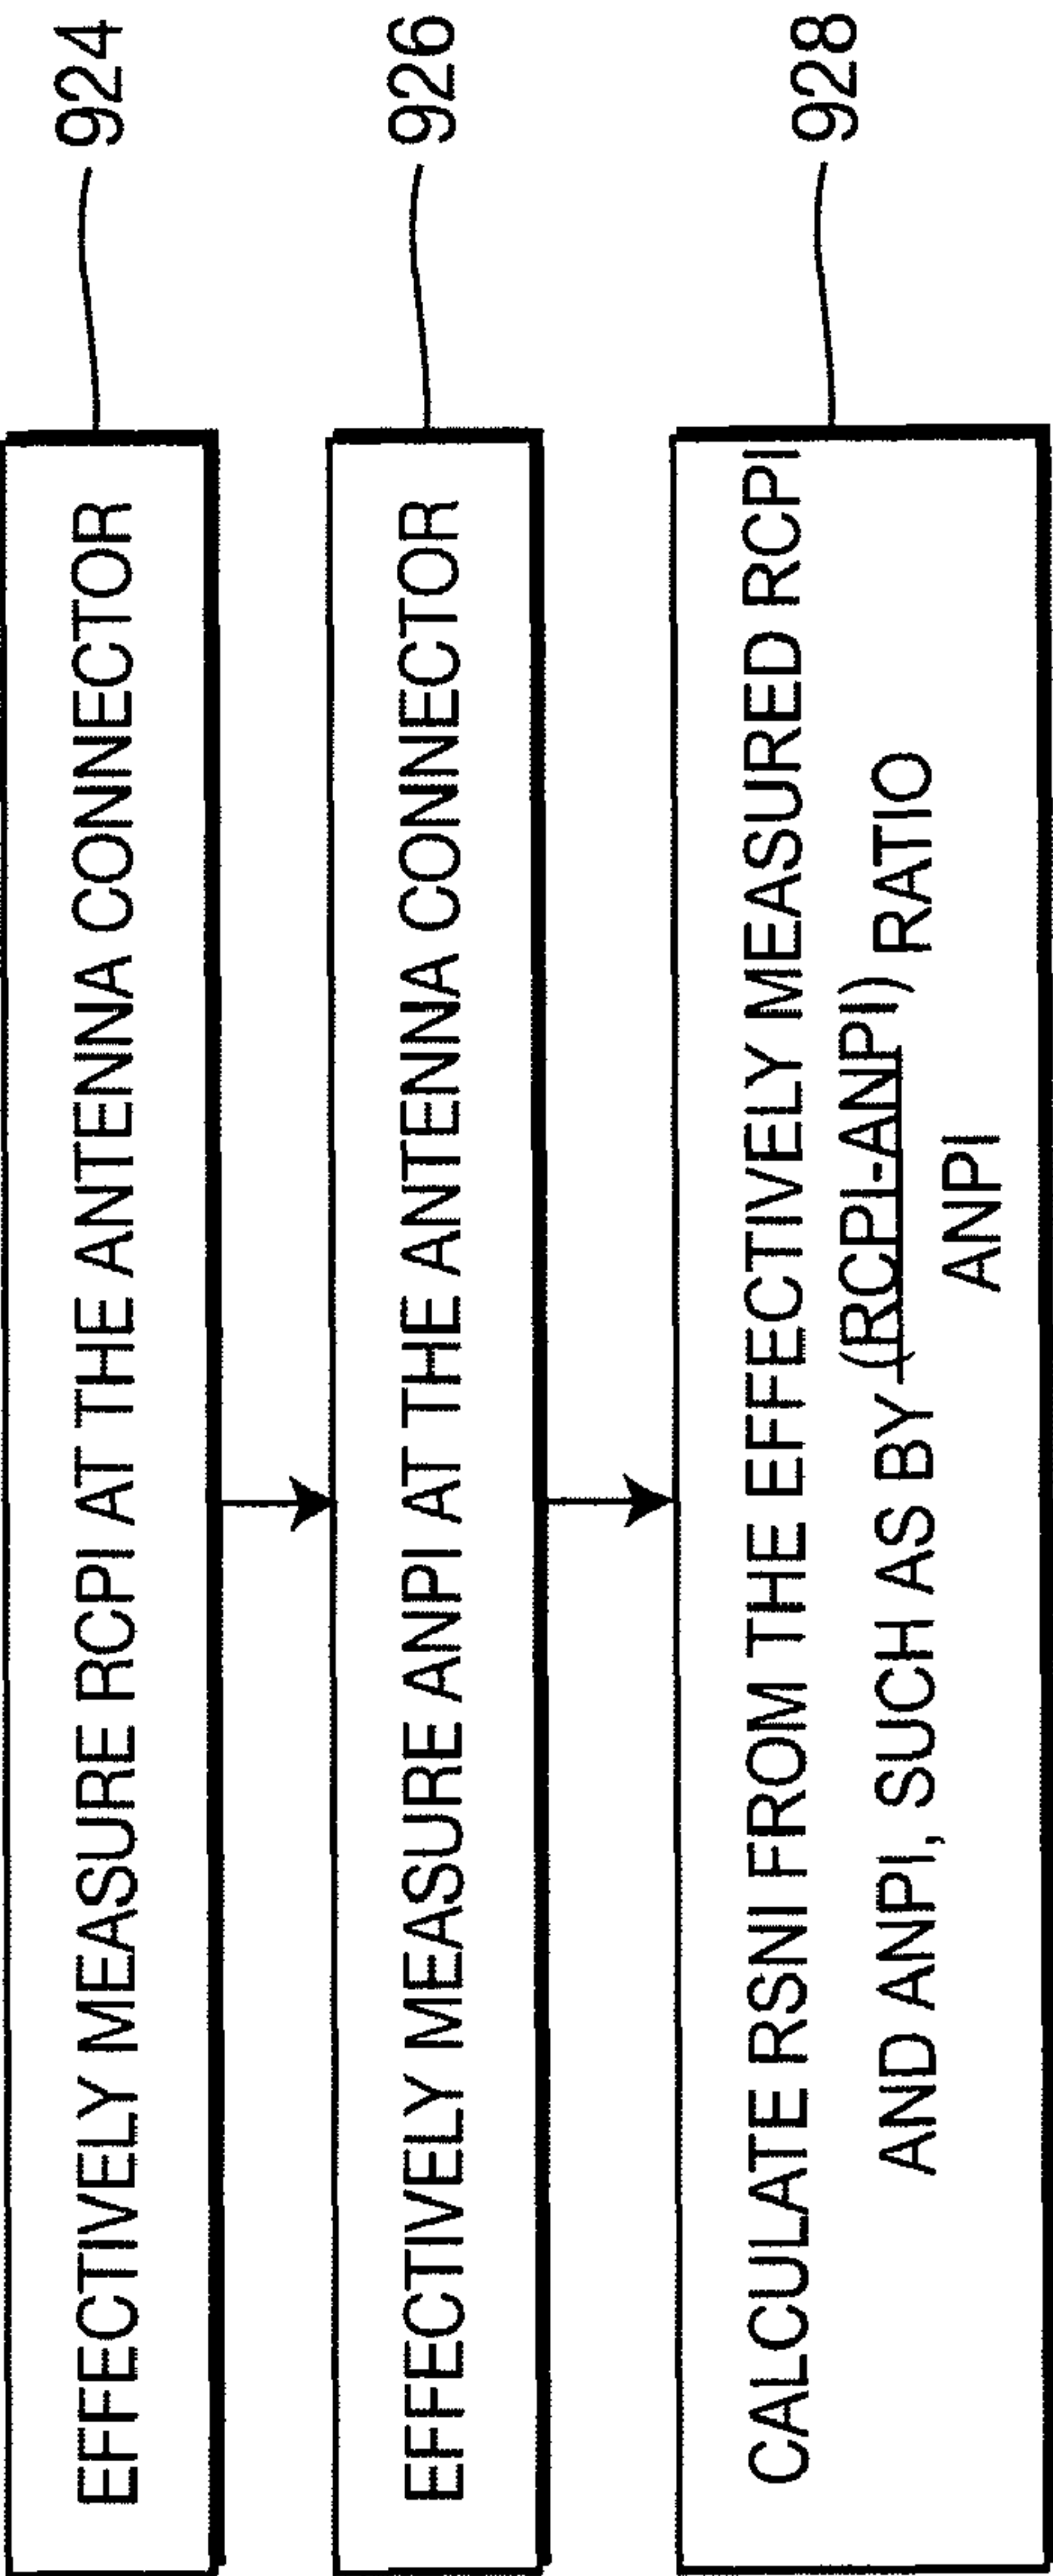 EFFECTIVELY MEASURE RCPI AT THE ANTENNA CONNECTOR
924
EFFECTIVELY MEASURE ANPI AT THE ANTENNA CONNECTOR
926
CALCULATE RSNI FROM THE EFFECTIVELY MEASURED RCPI
AND ANPI, SUCH AS BY (RCPI-ANPI) RATIO
ANPI
928